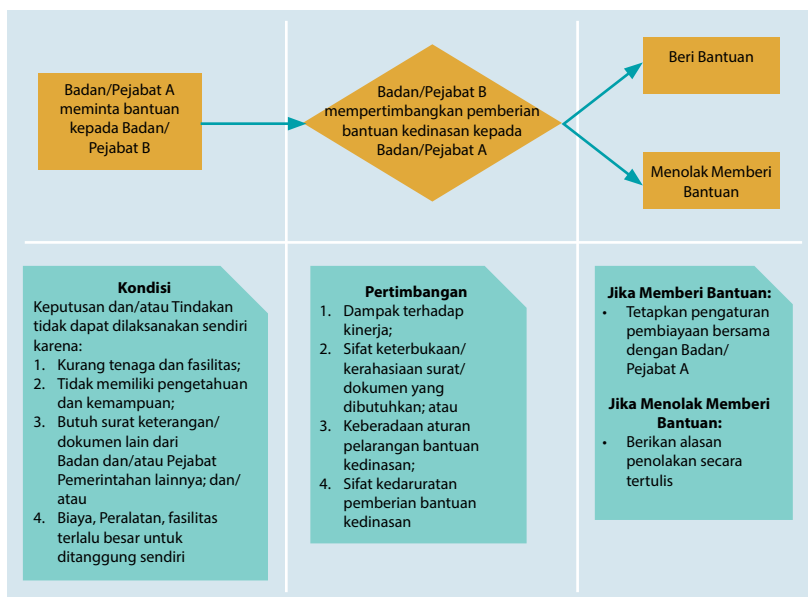 Badan/Pejabat A
meminta bantuan
kepada Badan/
Pejabat B
Badan/Pejabat B
mempertimbangkan pemberian
bantuan kedinasan kepada
Badan/Pejabat A
Beri Bantuan
Menolak Memberi
Bantuan
Kondisi
Keputusan dan/atau Tindakan
tidak dapat dilaksanakan sendiri
karena:
1. Kurang tenaga dan fasilitas;
2. Tidak memiliki pengetahuan
dan kemampuan;
3. Butuh surat keterangan/
dokumen lain dari
Badan dan/atau Pejabat
Pemerintahan lainnya; dan/
atau
4. Biaya, Peralatan, fasilitas
terlalu besar untuk
ditanggung sendiri
Pertimbangan
1. Dampak terhadap
kinerja;
2. Sifat keterbukaan/
kerahasiaan surat/
dokumen yang
dibutuhkan; atau
3. Keberadaan aturan
pelarangan bantuan
kedinasan;
4. Sifat kedaruratan
pemberian bantuan
kedinasan
Jika Memberi Bantuan:
• Tetapkan pengaturan
pembiayaan bersama
dengan Badan/
Pejabat A
Jika Menolak Memberi
Bantuan:
• Berikan alasan
penolakan secara
tertulis